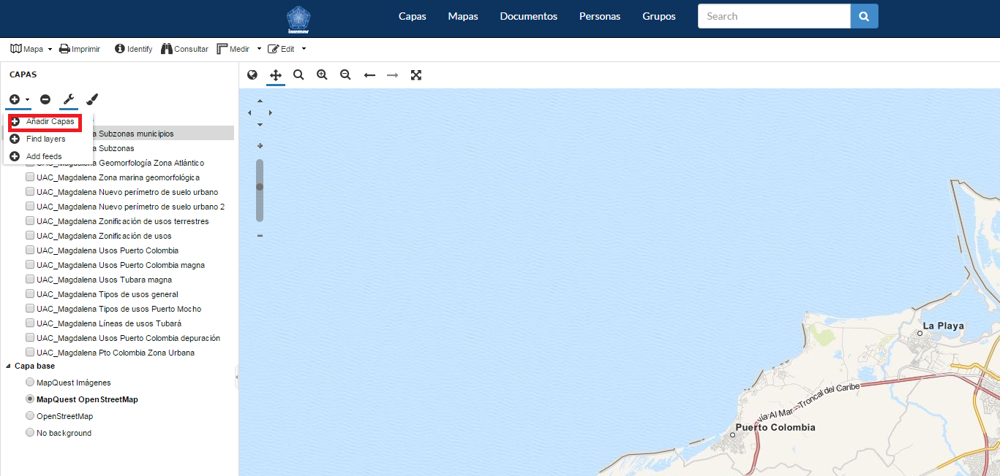 invemar
Capas Mapas Documentos Personas Grupos Search
Mapa Imprimir Identify Consultar Medir Edit
CAPAS
Añadir Capas
Find layers
Add feeds
a Subzonas municipios
a Subzonas
UAC_Magdalena Geomorfología Zona Atlántico
UAC_Magdalena Zona marina geomorfológica
UAC_Magdalena Nuevo perímetro de suelo urbano
UAC_Magdalena Nuevo perímetro de suelo urbano 2
UAC_Magdalena Zonificación de usos terrestres
UAC_Magdalena Zonificación de usos
UAC_Magdalena Usos Puerto Colombia
UAC_Magdalena Usos Puerto Colombia magna
UAC_Magdalena Usos Tubara magna
UAC_Magdalena Tipos de usos general
UAC_Magdalena Tipos de usos Puerto Mocho
UAC_Magdalena Líneas de usos Tubará
UAC_Magdalena Usos Puerto Colombia depuración
UAC_Magdalena Pto Colombia Zona Urbana
Capa base
MapQuest Imágenes
MapQuest OpenStreetMap
OpenStreetMap
No background
La Playa
Vía Al Mar - Troncal del Caribe
Puerto Colombia